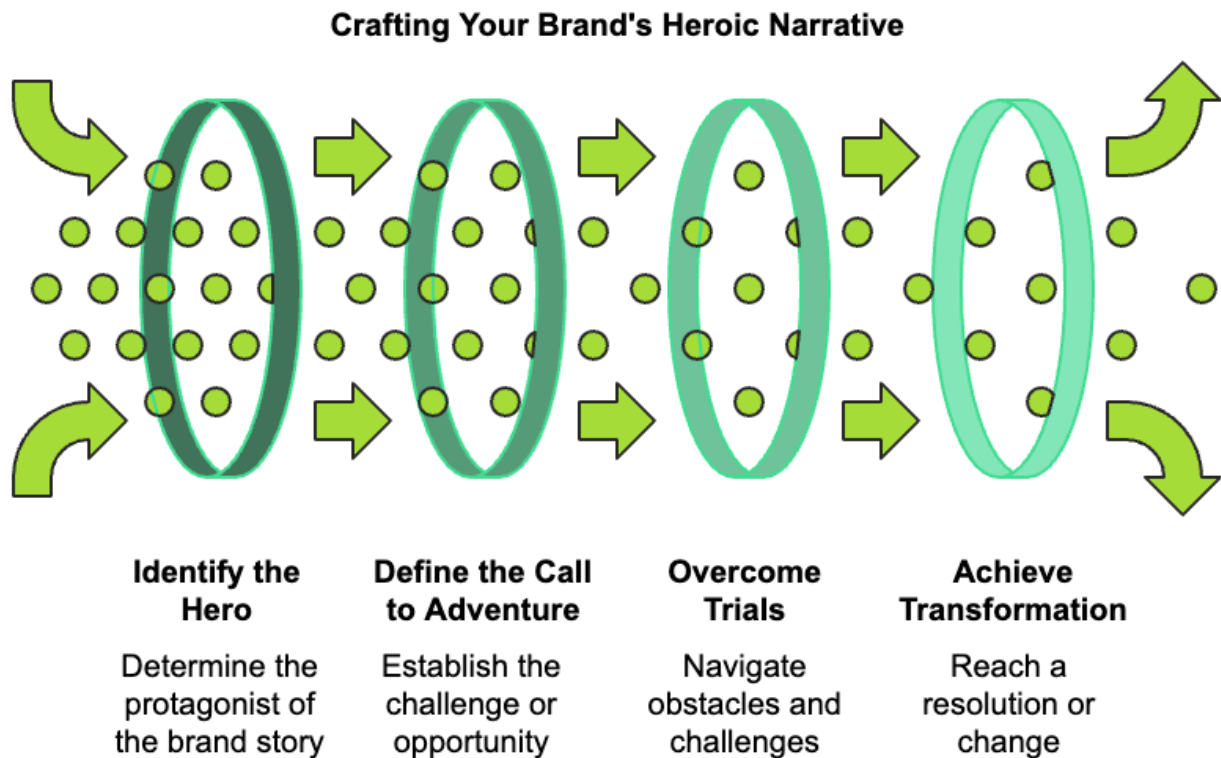 Crafting Your Brand's Heroic Narrative
Identify the
Hero
Determine the
protagonist of
the brand story
Define the Call
to Adventure
Establish the
challenge or
opportunity
Overcome
Trials
Navigate
obstacles and
challenges
Achieve
Transformation
Reach a
resolution or
change